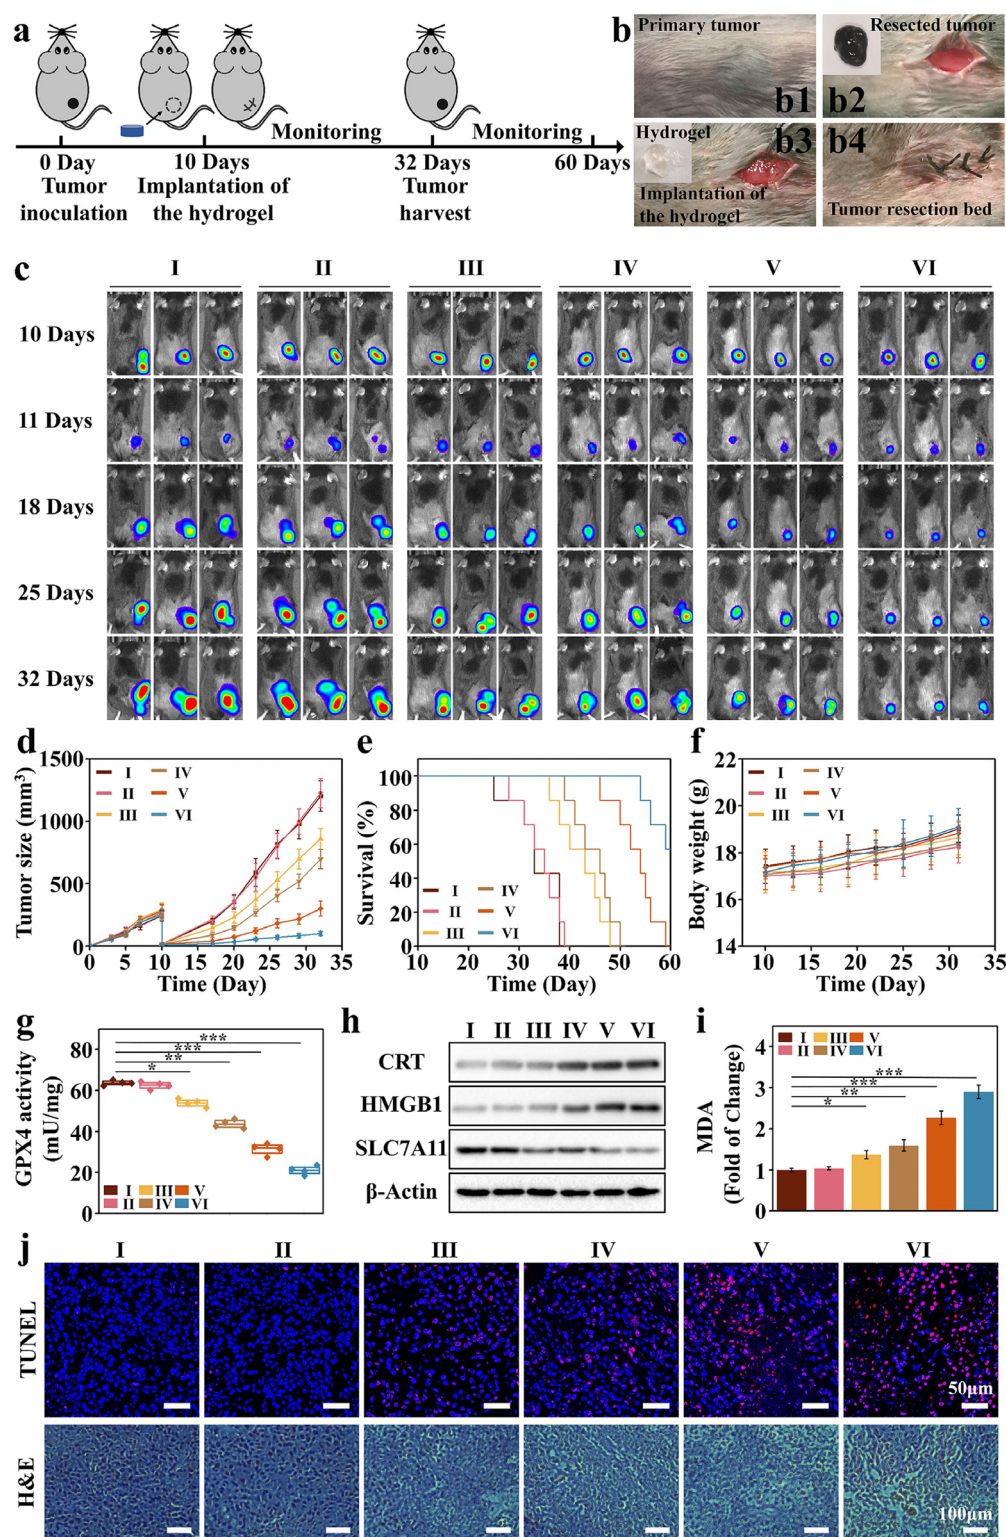 a
Monitoring
Monitoring
0 Day
10 Days
32 Days
60 Days
Tumor
inoculation
Implantation of
the hydrogel
Tumor
harvest
b
Primary tumor
b1
Resected tumor
b2
Hydrogel
b3
Implantation of
the hydrogel
b4
Tumor resection bed
c
I II III IV V VI
10 Days
11 Days
18 Days
25 Days
32 Days
d
Tumor size (mm³)
1500
1000
500
0
I IV
II V
III VI
0 5 10 15 20 25 30 35
Time (Day)
e
Survival (%)
100
80
60
40
20
0
I IV
II V
III VI
10 20 30 40 50 60
Time (Day)
f
Body weight (g)
22
20
18
16
14
I IV
II V
III VI
10 15 20 25 30 35
Time (Day)
g
GPX4 activity
(mU/mg)
80
60
40
20
0
***
***
**
*
I III V
II IV VI
h
I II III IV V VI
CRT
HMGB1
SLC7A11
β-Actin
i
MDA
(Fold of Change)
4
3
2
1
0
I III V
II IV VI
***
***
**
*
j
I II III IV V VI
TUNEL
50μm
H&E
100μm